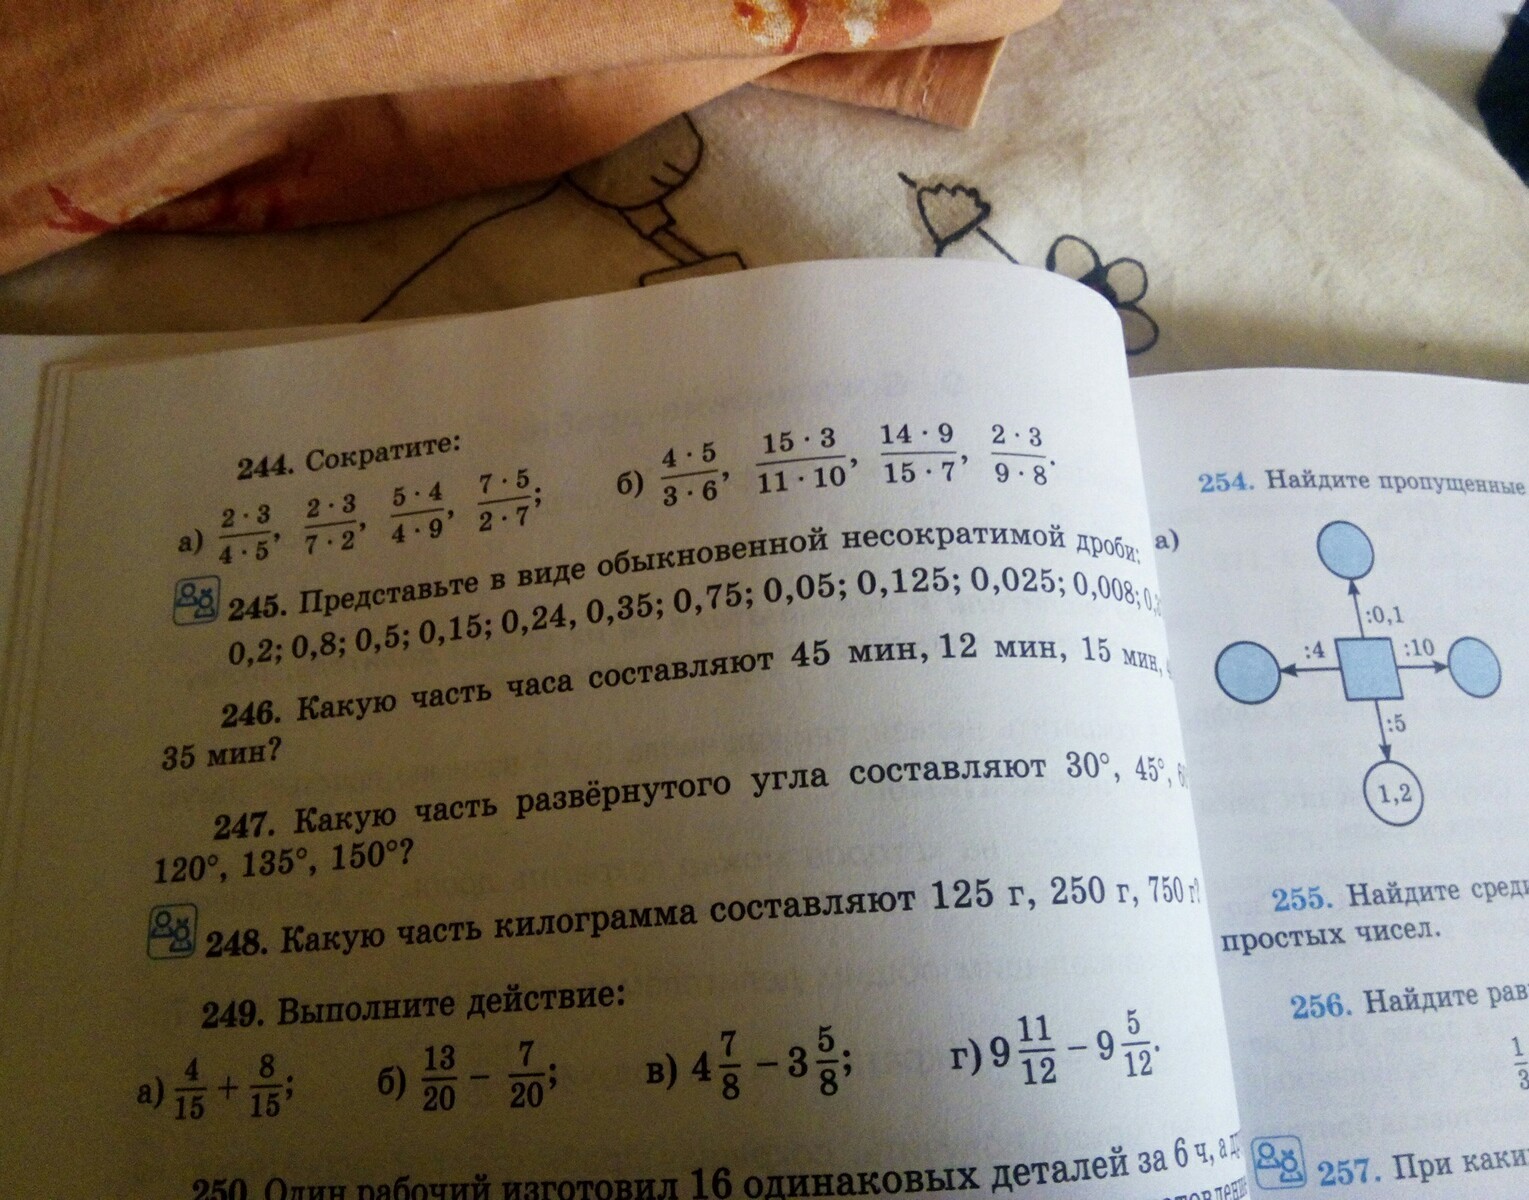 244. Сократите:
а) 2 · 3/4 · 5, 2 · 3/7 · 2, 5 · 4/4 · 9, 7 · 5/2 · 7; б) 4 · 5/3 · 6, 15 · 3/11 · 10, 14 · 9/15 · 7, 2 · 3/9 · 8.
245. Представьте в виде обыкновенной несократимой дроби:
0,2; 0,8; 0,5; 0,15; 0,24, 0,35; 0,75; 0,05; 0,125; 0,025; 0,008;
246. Какую часть часа составляют 45 мин, 12 мин, 15 мин,
35 мин?
247. Какую часть развёрнутого угла составляют 30°, 45°,
120°, 135°, 150°?
248. Какую часть килограмма составляют 125 г, 250 г, 750 г?
249. Выполните действие:
а) 4/15 + 8/15; б) 13/20 − 7/20; в) 4 7/8 − 3 5/8; г) 9 11/12 − 9 5/12.
250. Один рабочий изготовил 16 одинаковых деталей за 6 ч, а
254. Найдите пропущенные
а)
:0,1
:4
:10
:5
1,2
255. Найдите
простых чисел.
256. Найдите
1/3
257. При